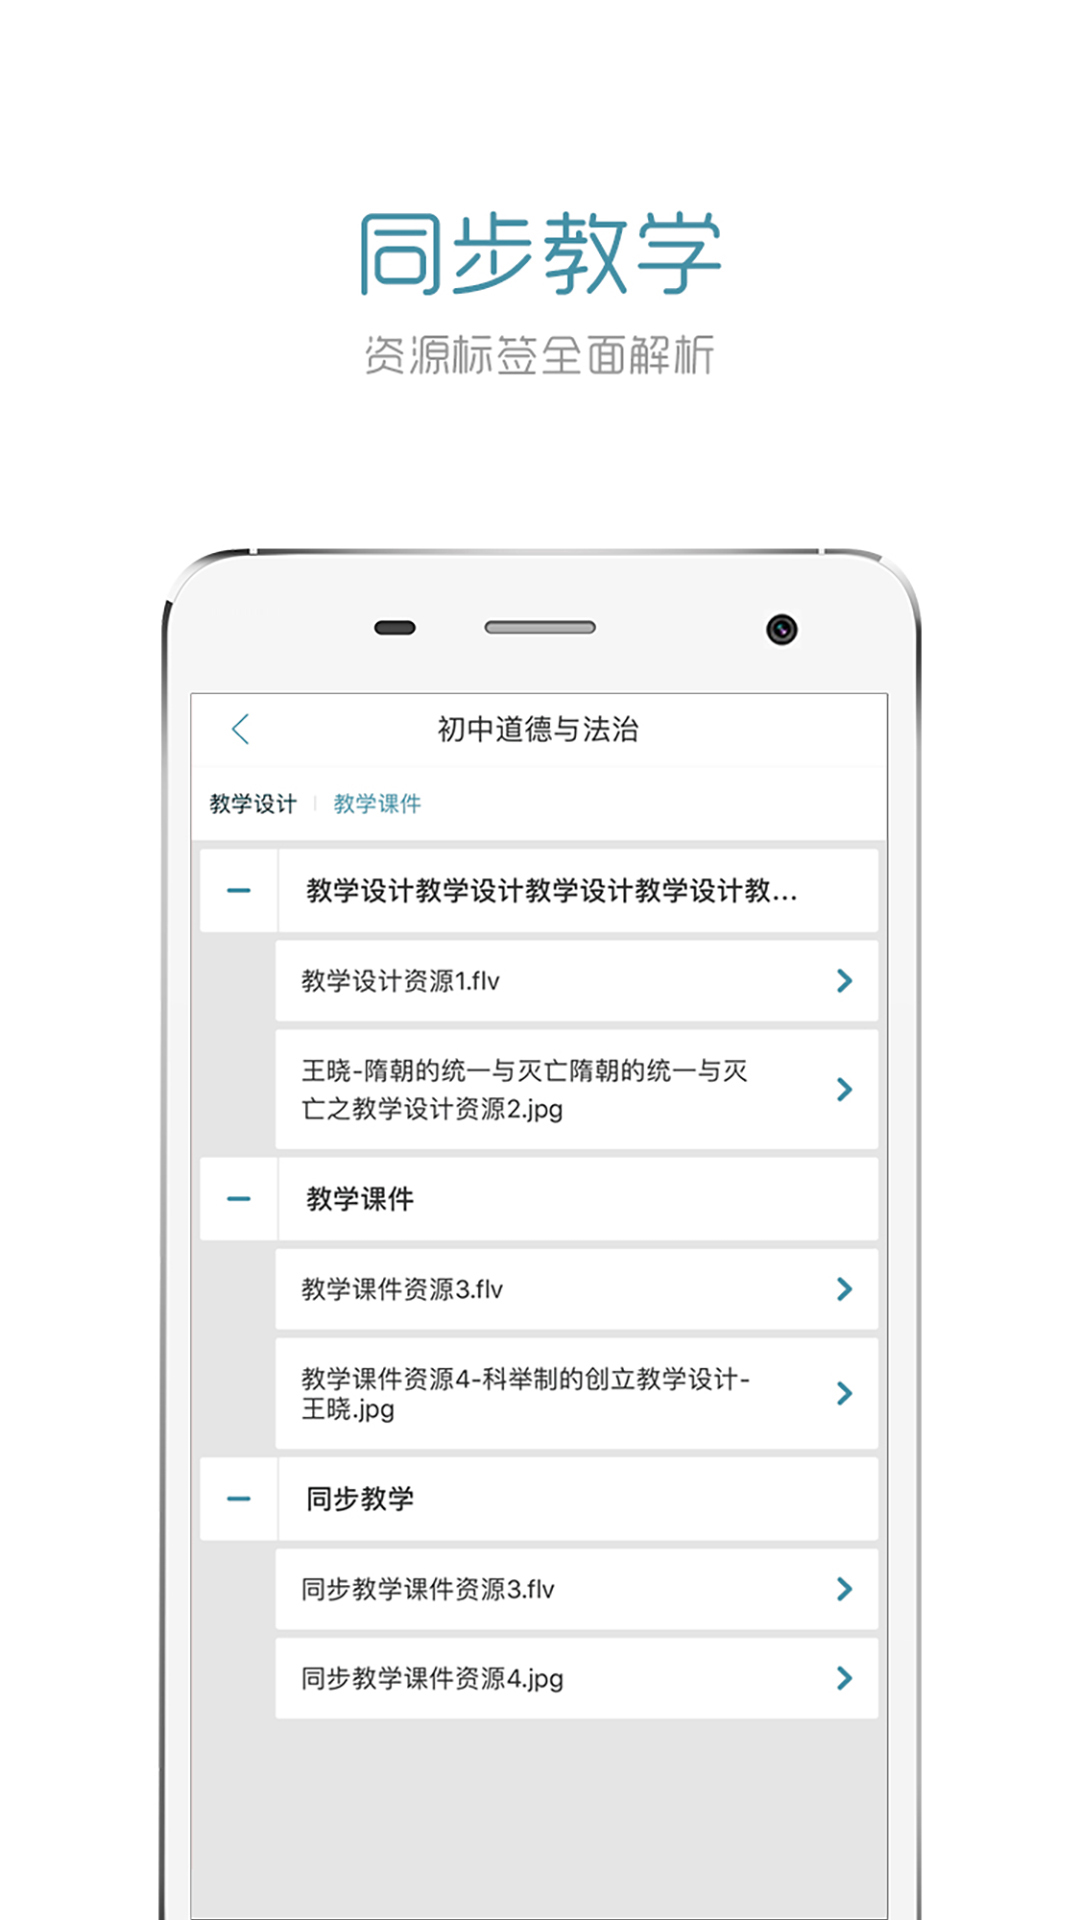 同步教学
资源标签全面解析
初中道德与法治
教学设计
教学课件
教学设计教学设计教学设计教学设计教...
教学设计资源1.flv
王晓-隋朝的统一与灭亡隋朝的统一与灭
亡之教学设计资源2.jpg
教学课件
教学课件资源3.flv
教学课件资源4-科举制的创立教学设计-
王晓.jpg
同步教学
同步教学课件资源3.flv
同步教学课件资源4.jpg